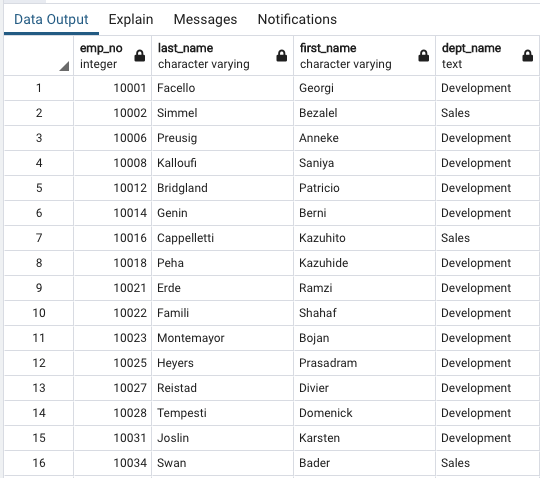 Data Output Explain Messages Notifications
emp_no last_name first_name dept_name
integer character varying character varying text
1 10001 Facello Georgi Development
2 10002 Simmel Bezalel Sales
3 10006 Preusig Anneke Development
4 10008 Kalloufi Saniya Development
5 10012 Bridgland Patricio Development
6 10014 Genin Berni Development
7 10016 Cappelletti Kazuhito Sales
8 10018 Peha Kazuhide Development
9 10021 Erde Ramzi Development
10 10022 Famili Shahaf Development
11 10023 Montemayor Bojan Development
12 10025 Heyers Prasadram Development
13 10027 Reistad Divier Development
14 10028 Tempesti Domenick Development
15 10031 Joslin Karsten Development
16 10034 Swan Bader Sales